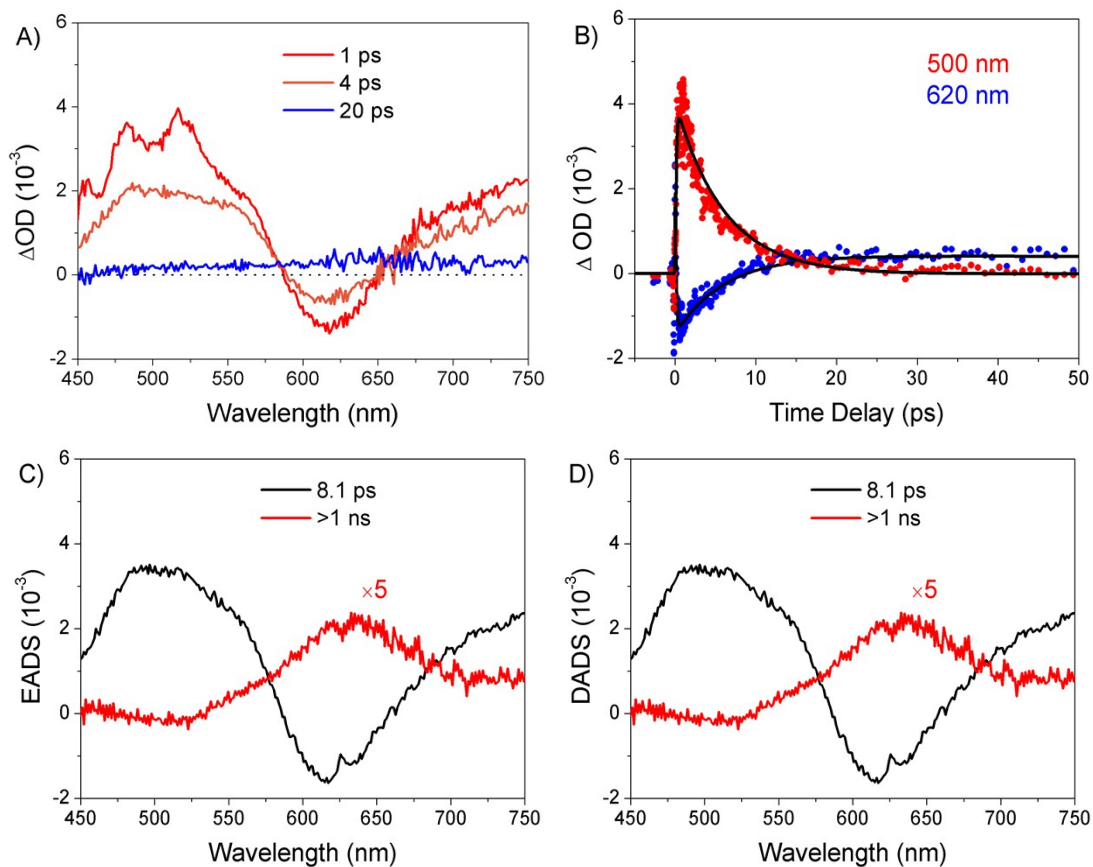 A)
1 ps
4 ps
20 ps
6
4
2
0
-2
ΔOD (10⁻³)
450 500 550 600 650 700 750
Wavelength (nm)
B)
500 nm
620 nm
6
4
2
0
-2
Δ OD (10⁻³)
0 10 20 30 40 50
Time Delay (ps)
C)
8.1 ps
>1 ns
×5
6
4
2
0
-2
EADS (10⁻³)
450 500 550 600 650 700 750
Wavelength (nm)
D)
8.1 ps
>1 ns
×5
6
4
2
0
-2
DADS (10⁻³)
450 500 550 600 650 700 750
Wavelength (nm)